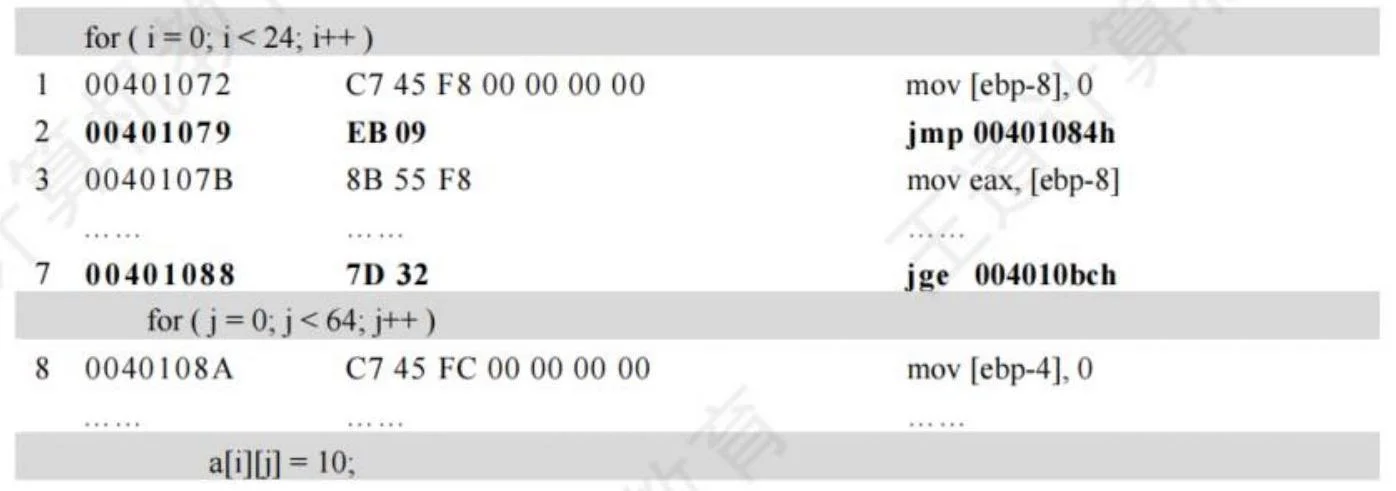 for ( i = 0; i < 24; i++ )
1 00401072 C7 45 F8 00 00 00 00 mov [ebp-8], 0
2 00401079 EB 09 jmp 00401084h
3 0040107B 8B 55 F8 mov eax, [ebp-8]
…… …… ……
7 00401088 7D 32 jge 004010bch
for ( j = 0; j < 64; j++ )
8 0040108A C7 45 FC 00 00 00 00 mov [ebp-4], 0
…… …… ……
a[i][j] = 10;